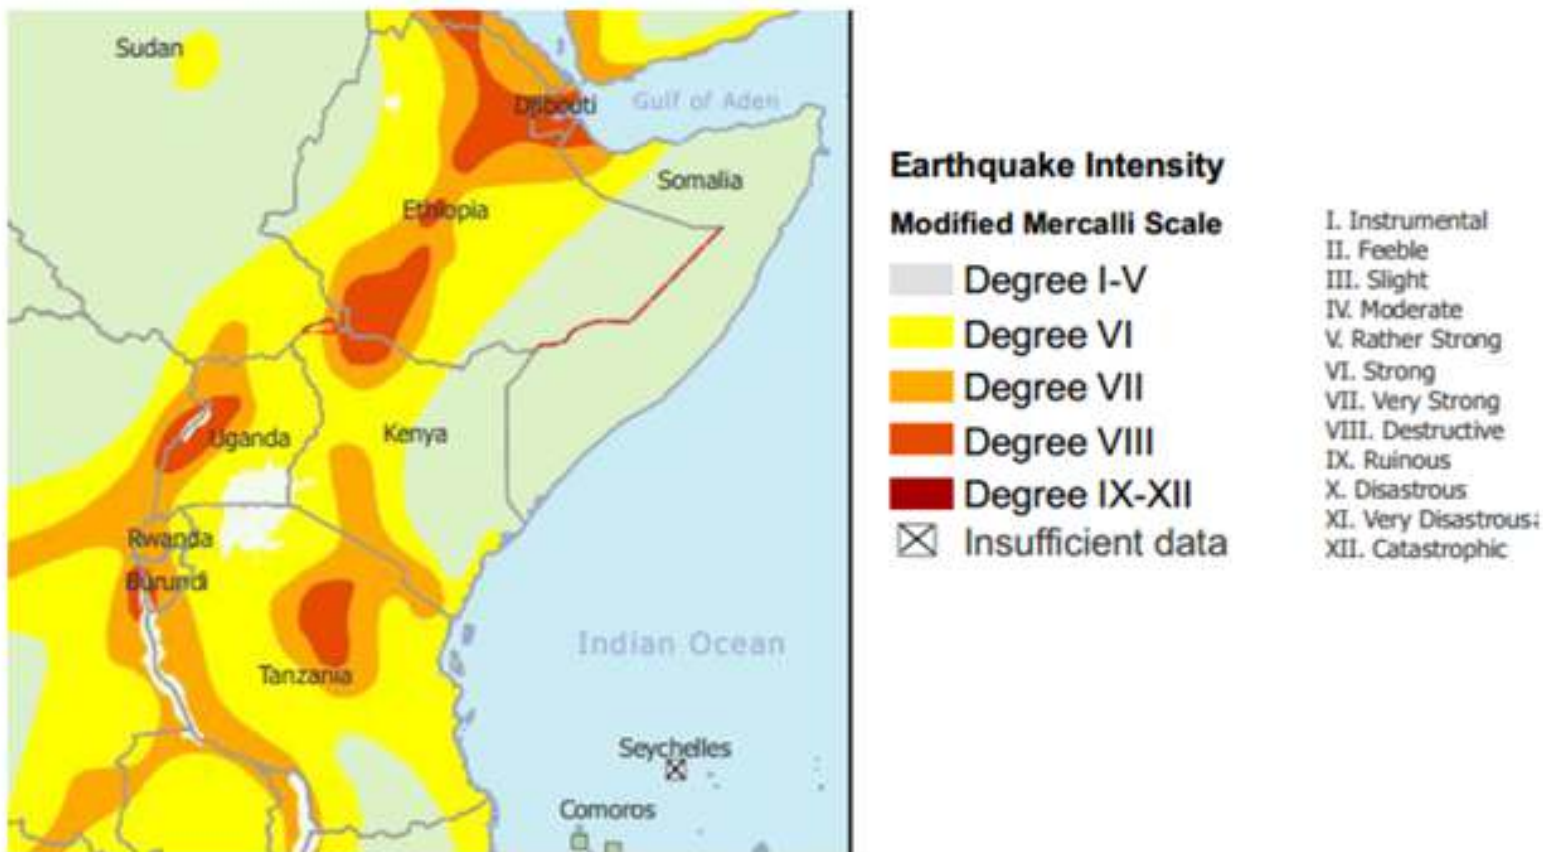 Sudan
Djibouti
Gulf of Aden
Somalia
Ethiopia
Uganda
Kenya
Rwanda
Burundi
Tanzania
Indian Ocean
Seychelles
Comoros
Earthquake Intensity
Modified Mercalli Scale
Degree I-V
Degree VI
Degree VII
Degree VIII
Degree IX-XII
Insufficient data
I. Instrumental
II. Feeble
III. Slight
IV. Moderate
V. Rather Strong
VI. Strong
VII. Very Strong
VIII. Destructive
IX. Ruinous
X. Disastrous
XI. Very Disastrous
XII. Catastrophic